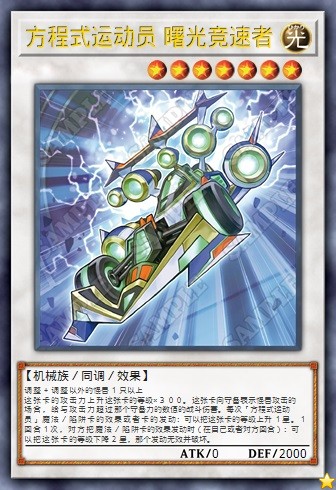 方程式运动员 曙光竞速者
光
【机械族／同调／效果】
调整＋调整以外的怪兽1只以上
这张卡的攻击力上升这张卡的等级×３００。这张卡向守备表示怪兽攻击的
场合，给与攻击力超过那个守备力的数值的战斗伤害。每次「方程式运动
员」魔法／陷阱卡的效果或者卡的发动：可以把这张卡的等级上升１星。１
回合１次，对方把魔法／陷阱卡的效果发动时（在自己或者对方回合）：可
以把这张卡的等级下降２星，那个发动无效并破坏。
ATK/0 DEF/2000